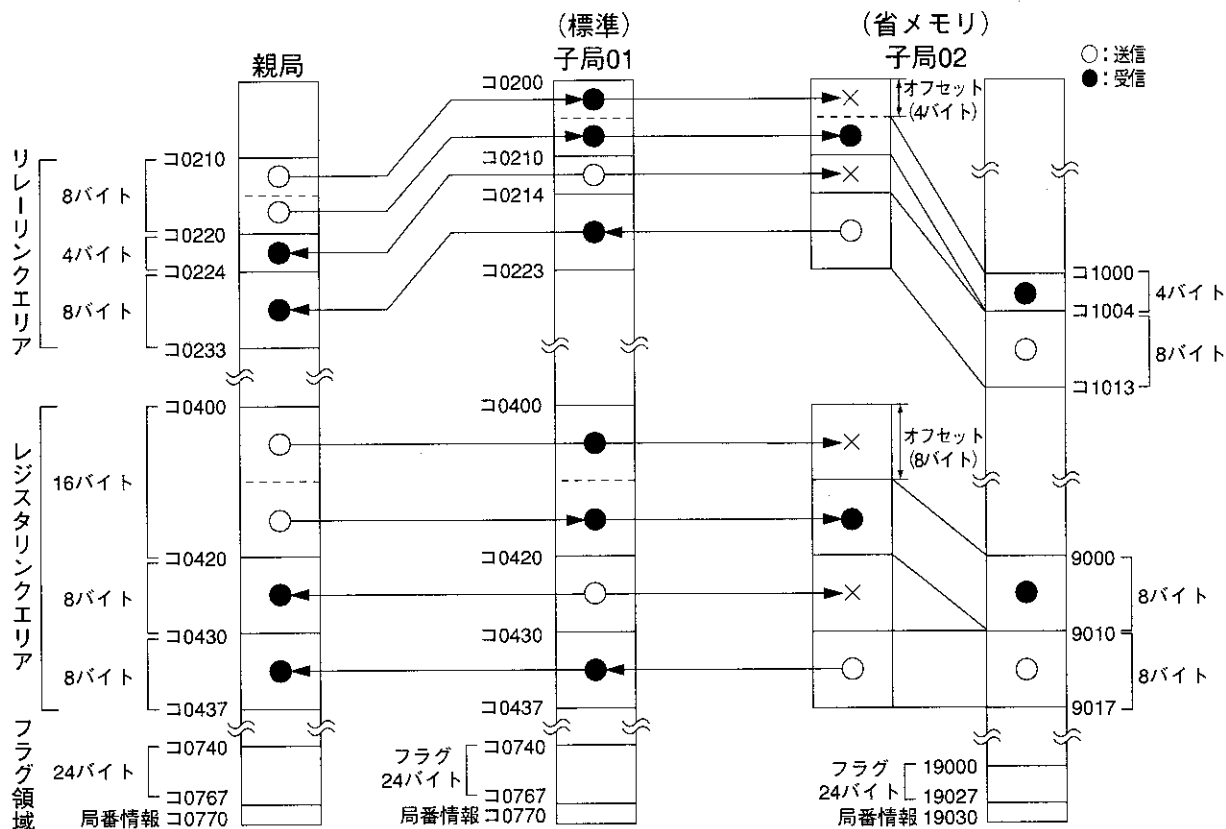 (標準)
(省メモリ)
親局
子局01
子局02
○:送信
●:受信
リレーリンクエリア
レジスタリンクエリア
フラグ領域
8バイト
4バイト
8バイト
16バイト
8バイト
8バイト
24バイト
コ0210
コ0220
コ0224
コ0233
コ0400
コ0420
コ0430
コ0437
コ0740
コ0767
局番情報 コ0770
コ0200
コ0210
コ0214
コ0223
コ0400
コ0420
コ0430
コ0437
フラグ
24バイト
コ0740
コ0767
局番情報 コ0770
オフセット
(4バイト)
オフセット
(8バイト)
コ1000
コ1004
コ1013
4バイト
8バイト
9000
9010
9017
8バイト
8バイト
フラグ
24バイト
19000
19027
局番情報 19030